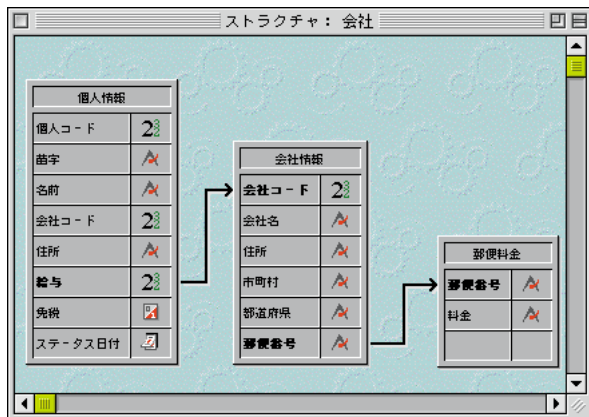 ストラクチャ： 会社
個人情報
個人コード
苗字
名前
会社コード
住所
給与
免税
ステータス日付
会社情報
会社コード
会社名
住所
市町村
都道府県
郵便番号
郵便料金
郵便番号
料金